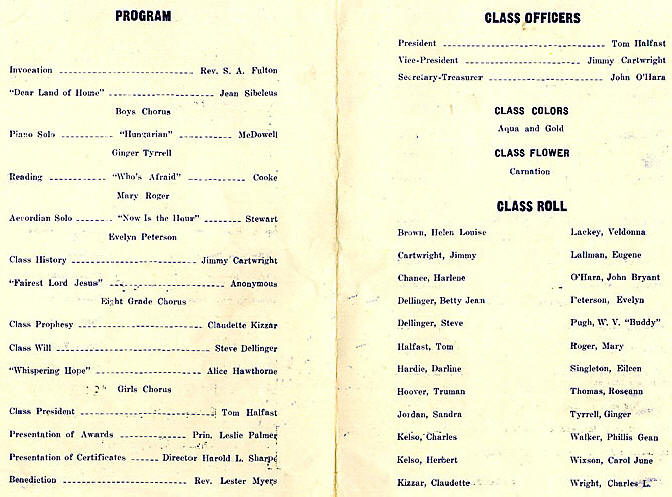 PROGRAM
Invocation Rev. S. A. Fulton
"Dear Land of Home" Jean Sibeleus
Boys Chorus
Piano Solo "Hungarian" McDowell
Ginger Tyrrell
Reading "Who's Afraid" Cooke
Mary Roger
Accordian Solo "Now Is the Hour" Stewart
Evelyn Peterson
Class History Jimmy Cartwright
"Fairest Lord Jesus" Anonymous
Eight Grade Chorus
Class Prophesy Claudette Kizzar
Class Will Steve Dellinger
"Whispering Hope" Alice Hawthorne
Girls Chorus
Class President Tom Halfast
Presentation of Awards Prin. Leslie Palmer
Presentation of Certificates Director Harold L. Sharpe
Benediction Rev. Lester Myers
CLASS OFFICERS
President Tom Halfast
Vice-President Jimmy Cartwright
Secretary-Treasurer John O'Hara
CLASS COLORS
Aqua and Gold
CLASS FLOWER
Carnation
CLASS ROLL
Brown, Helen Louise
Cartwright, Jimmy
Chanee, Harlene
Dellinger, Betty Jean
Dellinger, Steve
Halfast, Tom
Hardie, Darline
Hoover, Truman
Jordan, Sandra
Kelso, Charles
Kelso, Herbert
Kizzar, Claudette
Lackey, Veldonna
Lallman, Eugene
O'Hara, John Bryant
Peterson, Evelyn
Pugh, W. V. "Buddy"
Roger, Mary
Singleton, Eileen
Thomas, Roseann
Tyrrell, Ginger
Walker, Phillis Gean
Wixson, Carol June
Wright, Charles L.